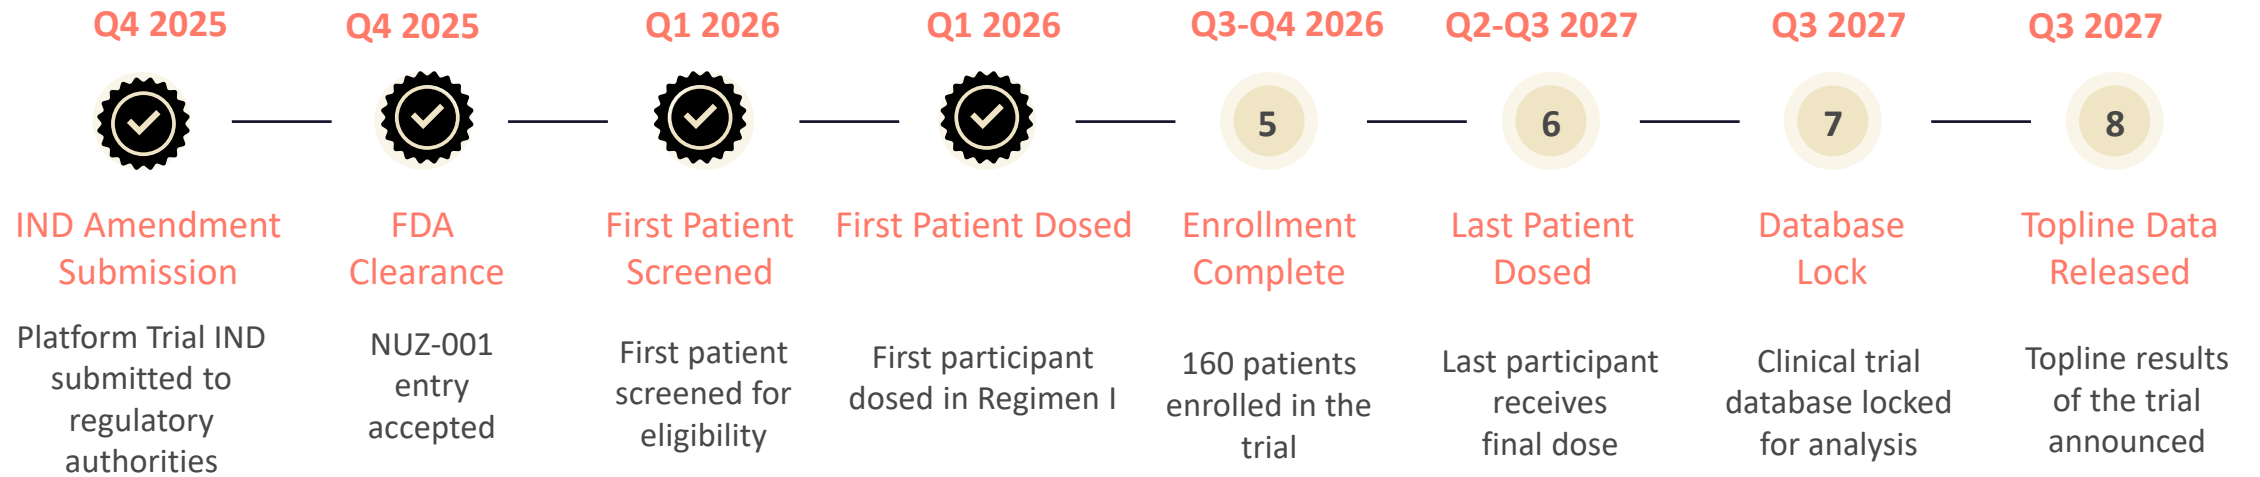 Q4 2025
IND Amendment
Submission
Platform Trial IND
submitted to
regulatory
authorities
Q4 2025
FDA
Clearance
NUZ-001
entry
accepted
Q1 2026
First Patient
Screened
First patient
screened for
eligibility
Q1 2026
First Patient Dosed
First participant
dosed in Regimen I
Q3-Q4 2026
5
Enrollment
Complete
160 patients
enrolled in the
trial
Q2-Q3 2027
6
Last Patient
Dosed
Last participant
receives
final dose
Q3 2027
7
Database
Lock
Clinical trial
database locked
for analysis
Q3 2027
8
Topline Data
Released
Topline results
of the trial
announced